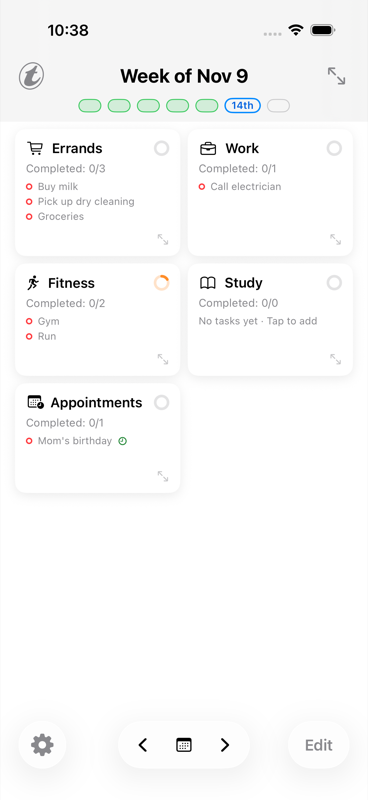 10:38
t
Week of Nov 9
14th
Errands
Completed: 0/3
Buy milk
Pick up dry cleaning
Groceries
Work
Completed: 0/1
Call electrician
Fitness
Completed: 0/2
Gym
Run
Study
Completed: 0/0
No tasks yet · Tap to add
Appointments
Completed: 0/1
Mom's birthday
Edit